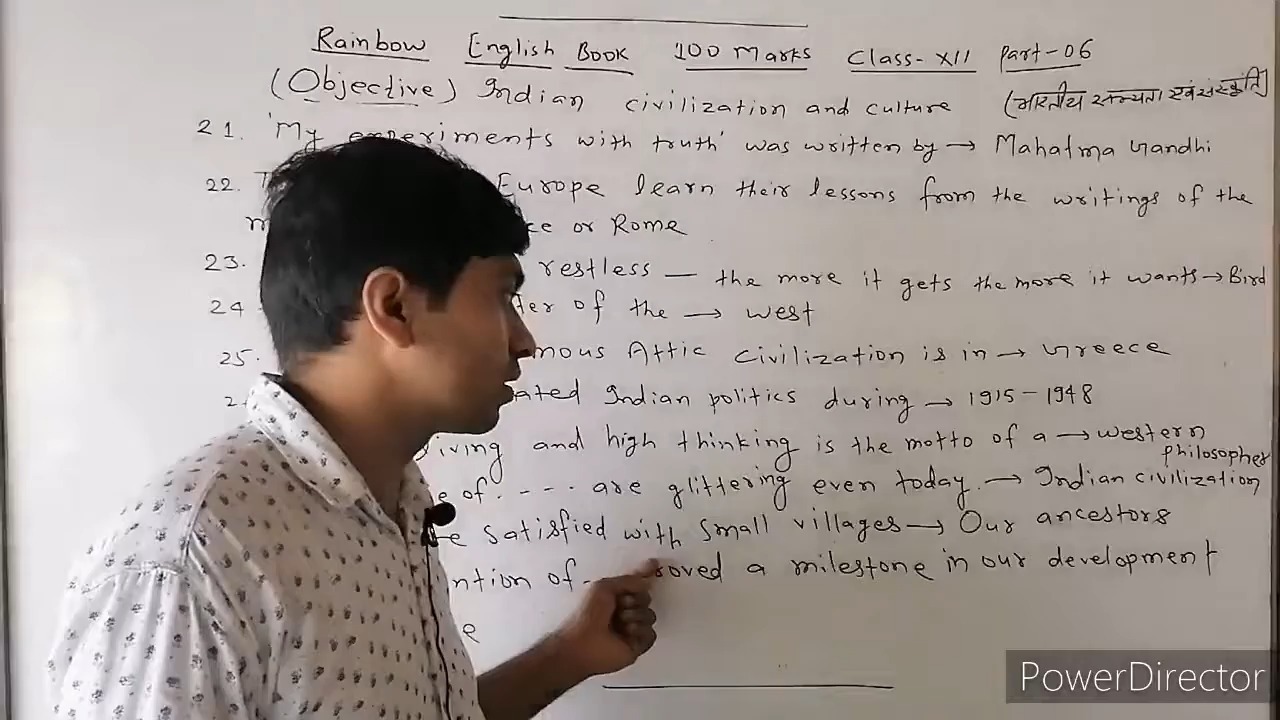 Rainbow English Book 100 Marks Class-XII Part-06
(Objective) Indian civilization and culture (भारतीय सभ्यता एवं संस्कृति)
21. 'My experiments with truth' was written by → Mahatma Gandhi
22. Europe learn their lessons from the writings of the
or Rome
23. restless — the more it gets the more it wants → Bird
24 of the → west
25. Attic Civilization is in → Greece
Indian politics during → 1915-1948
and high thinking is the motto of a → western
philosopher
of .... are glittering even today. → Indian civilization
satisfied with small villages → Our ancestors
of a milestone in our development
PowerDirector